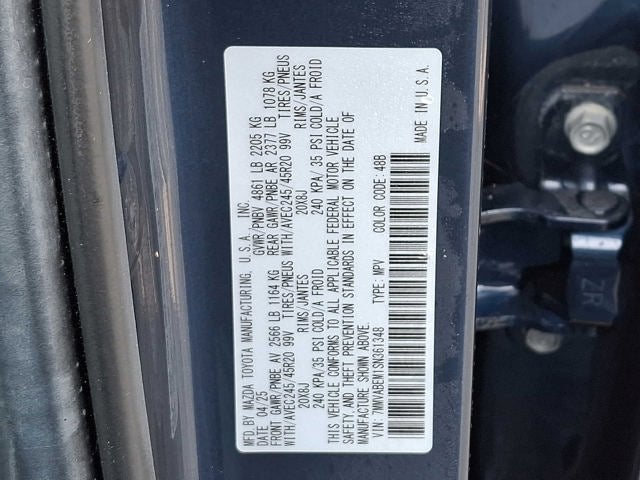 MFD.BY MAZDA TOYOTA MANUFACTURING, U.S.A., INC.
DATE 04/25 GVWR/PNBV 4861 LB 2205 KG
FRONT GAWR/PNBE AV 2566 LB 1164 KG REAR GAWR/PNBE AR 2377 LB 1078 KG
WITH/AVEC245/45R20 99V TIRES/PNEUS WITH/AVEC245/45R20 99V TIRES/PNEUS
20X8J RIMS/JANTES 20X8J RIMS/JANTES
240 KPA/35 PSI COLD/A FROID 240 KPA/ 35 PSI COLD/A FROID
THIS VEHICLE CONFORMS TO ALL APPLICABLE FEDERAL MOTOR VEHICLE
SAFETY, AND THEFT PREVENTION STANDARDS IN EFFECT ON THE DATE OF
MANUFACTURE SHOWN ABOVE.
VIN: 7MMVABEM1SN361348 TYPE: MPV COLOR CODE: 48B
MADE IN U.S.A.
ZR